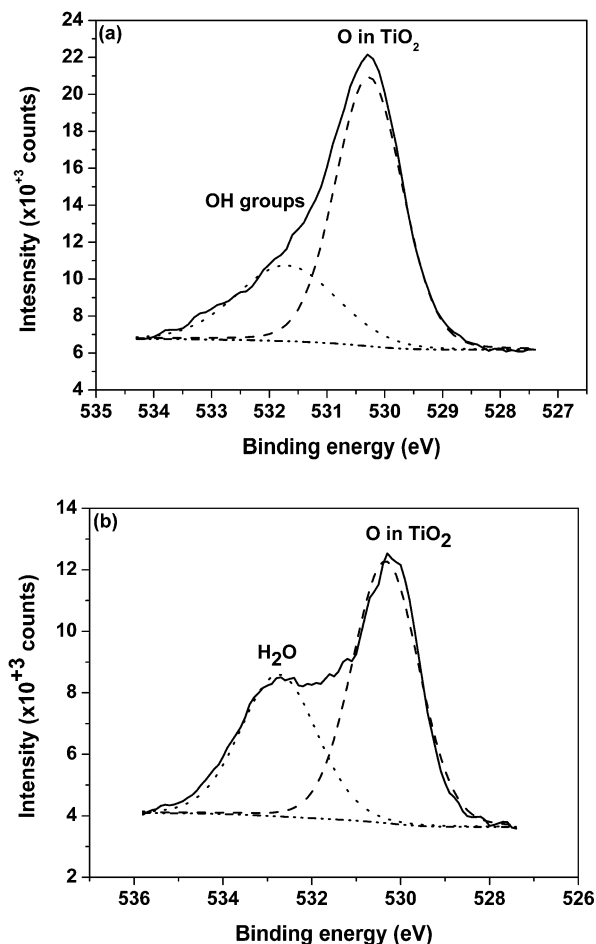 (a)
O in TiO2
OH groups
Intesnsity (x10+3 counts)
24
22
20
18
16
14
12
10
8
6
4
535 534 533 532 531 530 529 528 527
Binding energy (eV)
(b)
O in TiO2
H2O
Intensity (x10+3 counts)
14
12
10
8
6
4
2
536 534 532 530 528 526
Binding energy (eV)